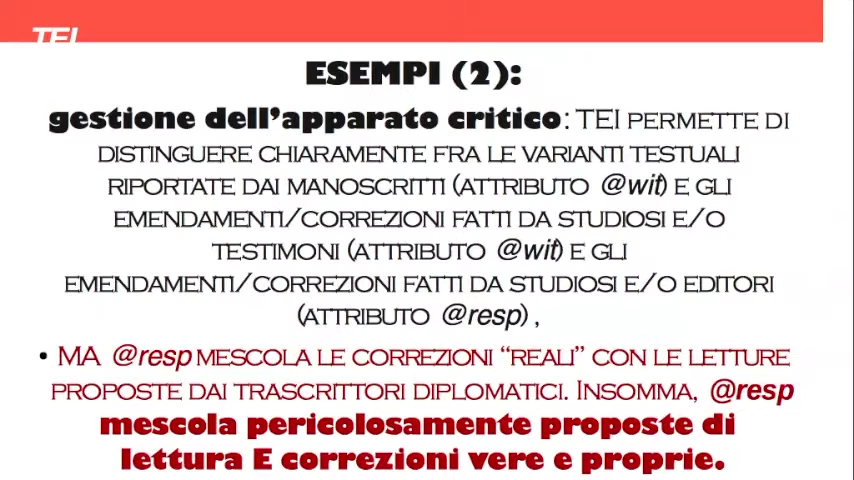 TEI
ESEMPI (2):
gestione dell'apparato critico: TEI PERMETTE DI
DISTINGUERE CHIARAMENTE FRA LE VARIANTI TESTUALI
RIPORTATE DAI MANOSCRITTI (ATTRIBUTO @wit) E GLI
EMENDAMENTI/CORREZIONI FATTI DA STUDIOSI E/O
TESTIMONI (ATTRIBUTO @wit) E GLI
EMENDAMENTI/CORREZIONI FATTI DA STUDIOSI E/O EDITORI
(ATTRIBUTO @resp) ,
• MA @resp MESCOLA LE CORREZIONI “REALI” CON LE LETTURE
PROPOSTE DAI TRASCRITTORI DIPLOMATICI. INSOMMA, @resp
mescola pericolosamente proposte di
lettura E correzioni vere e proprie.